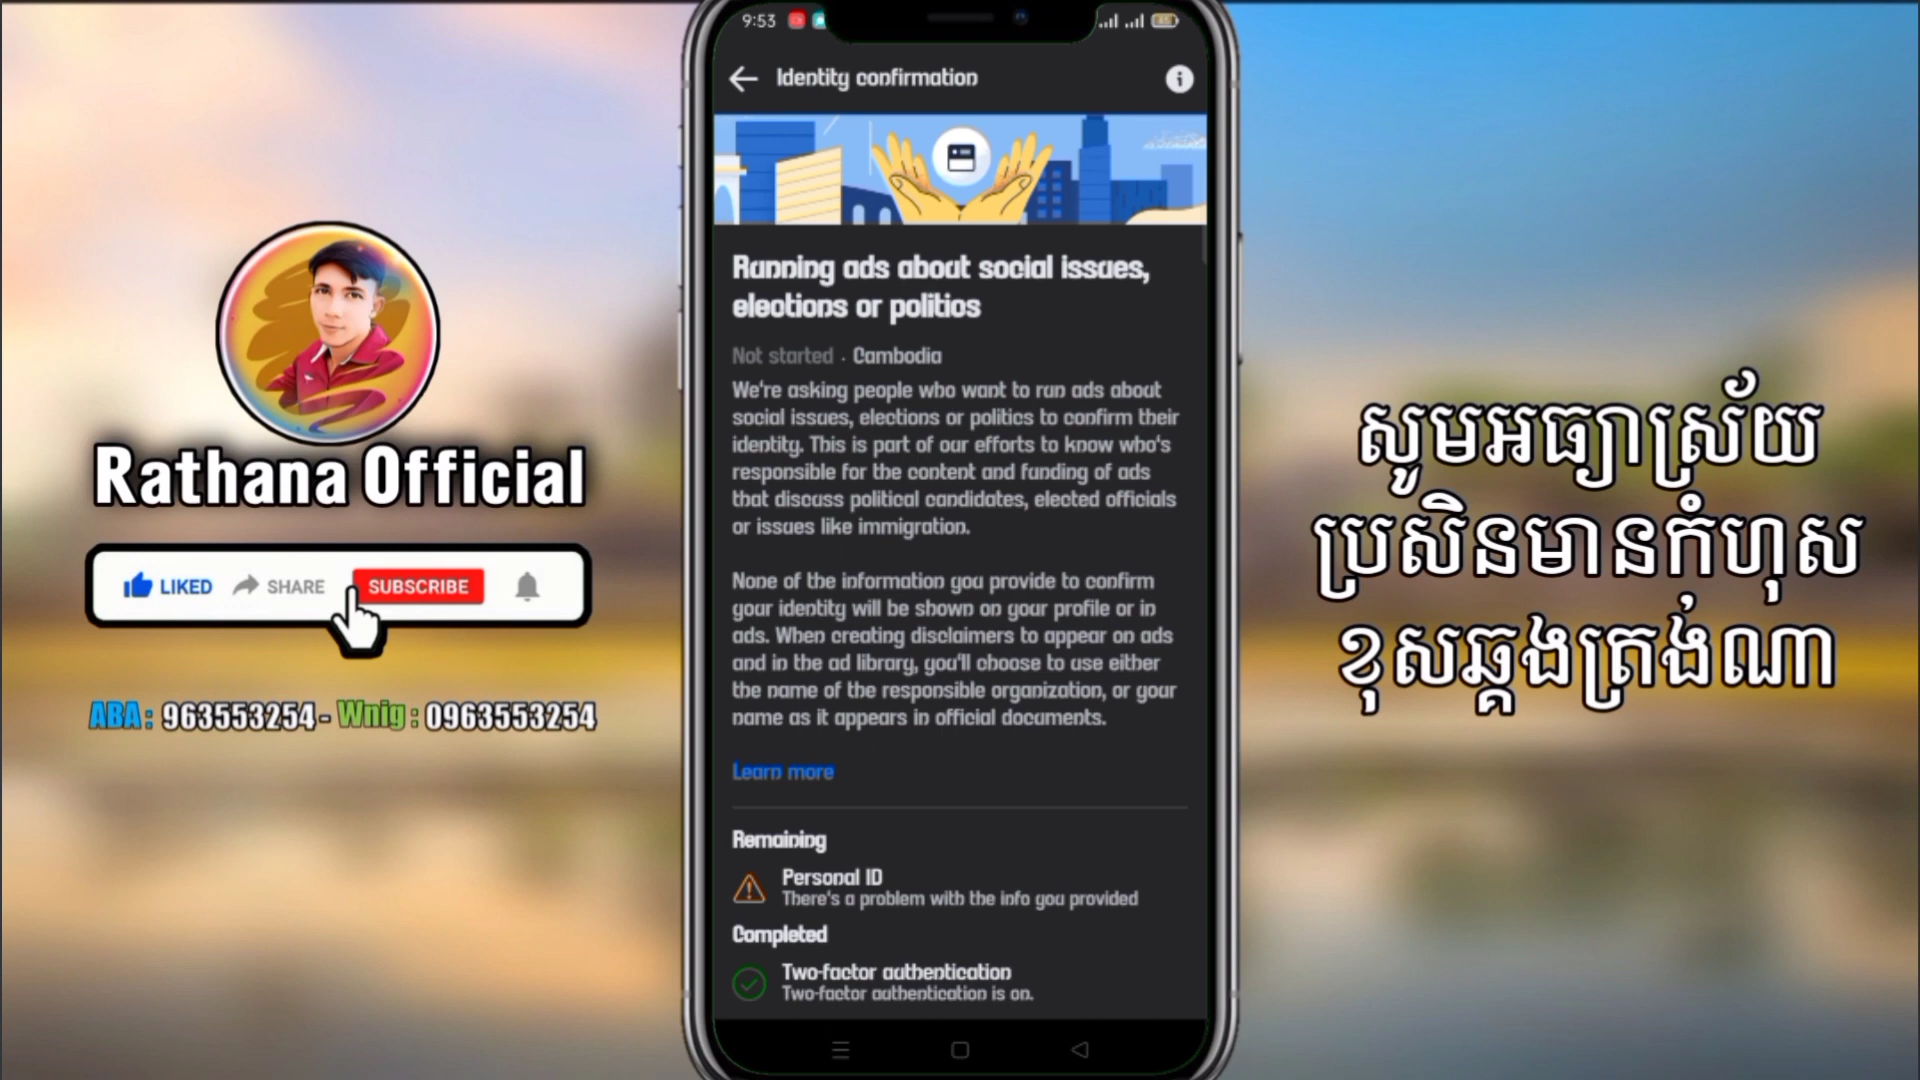 Rathana Official
LIKED SHARE SUBSCRIBE
ABA : 963553254 - Wnig : 0963553254
9:53
Identity confirmation
Running ads about social issues,
elections or politics
Not started · Cambodia
We're asking people who want to run ads about
social issues, elections or politics to confirm their
identity. This is part of our efforts to know who's
responsible for the content and funding of ads
that discuss political candidates, elected officials
or issues like immigration.
None of the information you provide to confirm
your identity will be shown on your profile or in
ads. When creating disclaimers to appear on ads
and in the ad library, you'll choose to use either
the name of the responsible organization, or your
name as it appears in official documents.
Learn more
Remaining
Personal ID
There's a problem with the info you provided
Completed
Two-factor authentication
Two-factor authentication is on.
សូមអធ្យាស្រ័យ
ប្រសិនមានកំហុស
ខុសឆ្គងត្រង់ណា